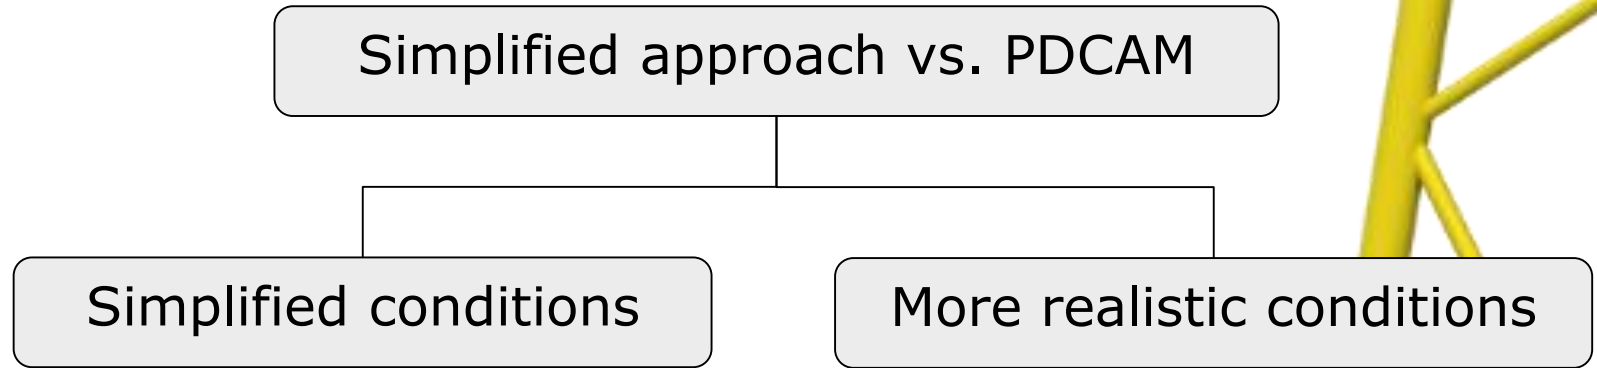 Simplified approach vs. PDCAM
Simplified conditions
More realistic conditions